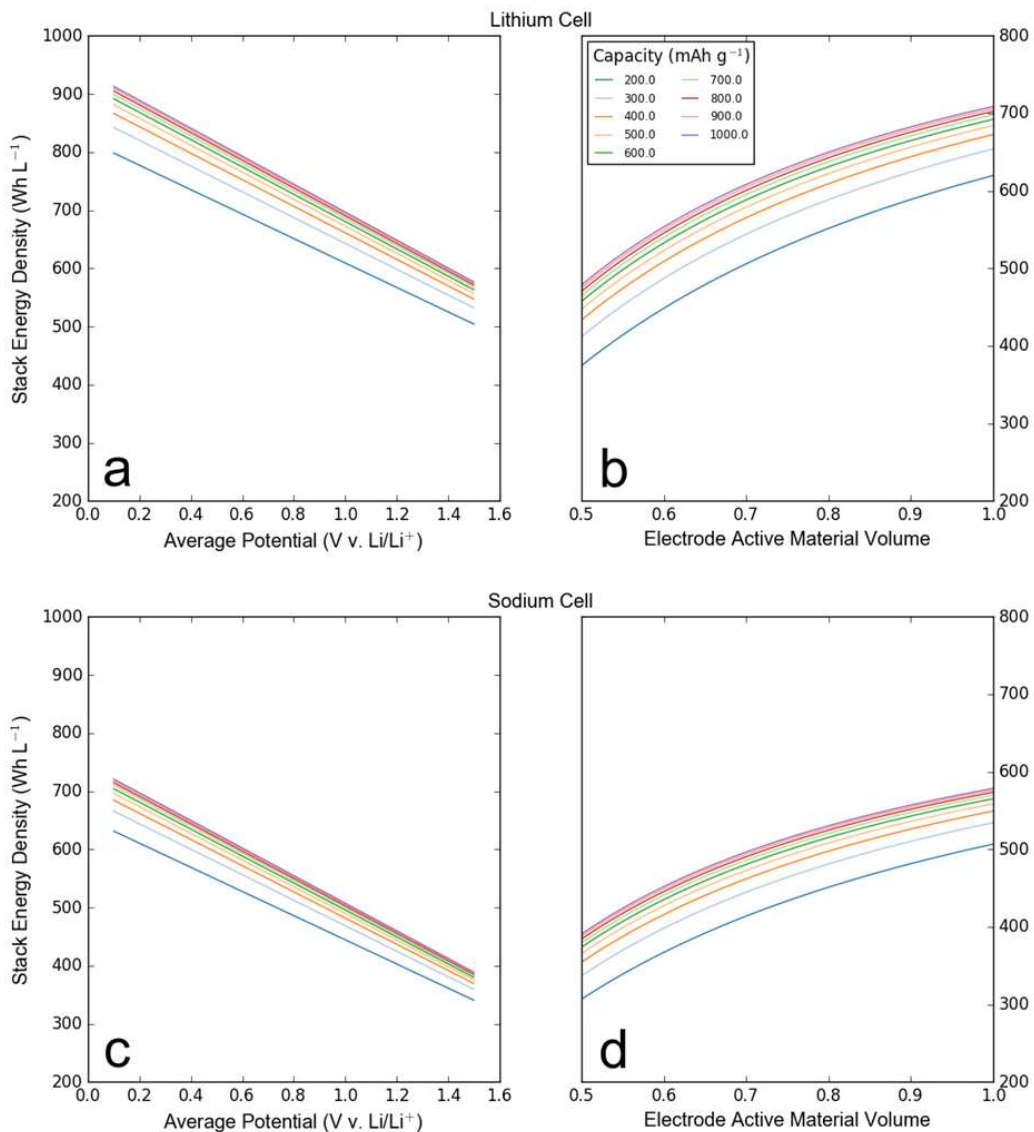 Lithium Cell
1000
900
800
700
600
500
400
300
200
Stack Energy Density (Wh L⁻¹)
a
0.0 0.2 0.4 0.6 0.8 1.0 1.2 1.4 1.6
Average Potential (V v. Li/Li⁺)
Capacity (mAh g⁻¹)
200.0 700.0
300.0 800.0
400.0 900.0
500.0 1000.0
600.0
b
800
700
600
500
400
300
200
0.5 0.6 0.7 0.8 0.9 1.0
Electrode Active Material Volume
Sodium Cell
1000
900
800
700
600
500
400
300
200
Stack Energy Density (Wh L⁻¹)
c
0.0 0.2 0.4 0.6 0.8 1.0 1.2 1.4 1.6
Average Potential (V v. Li/Li⁺)
d
800
700
600
500
400
300
200
0.5 0.6 0.7 0.8 0.9 1.0
Electrode Active Material Volume